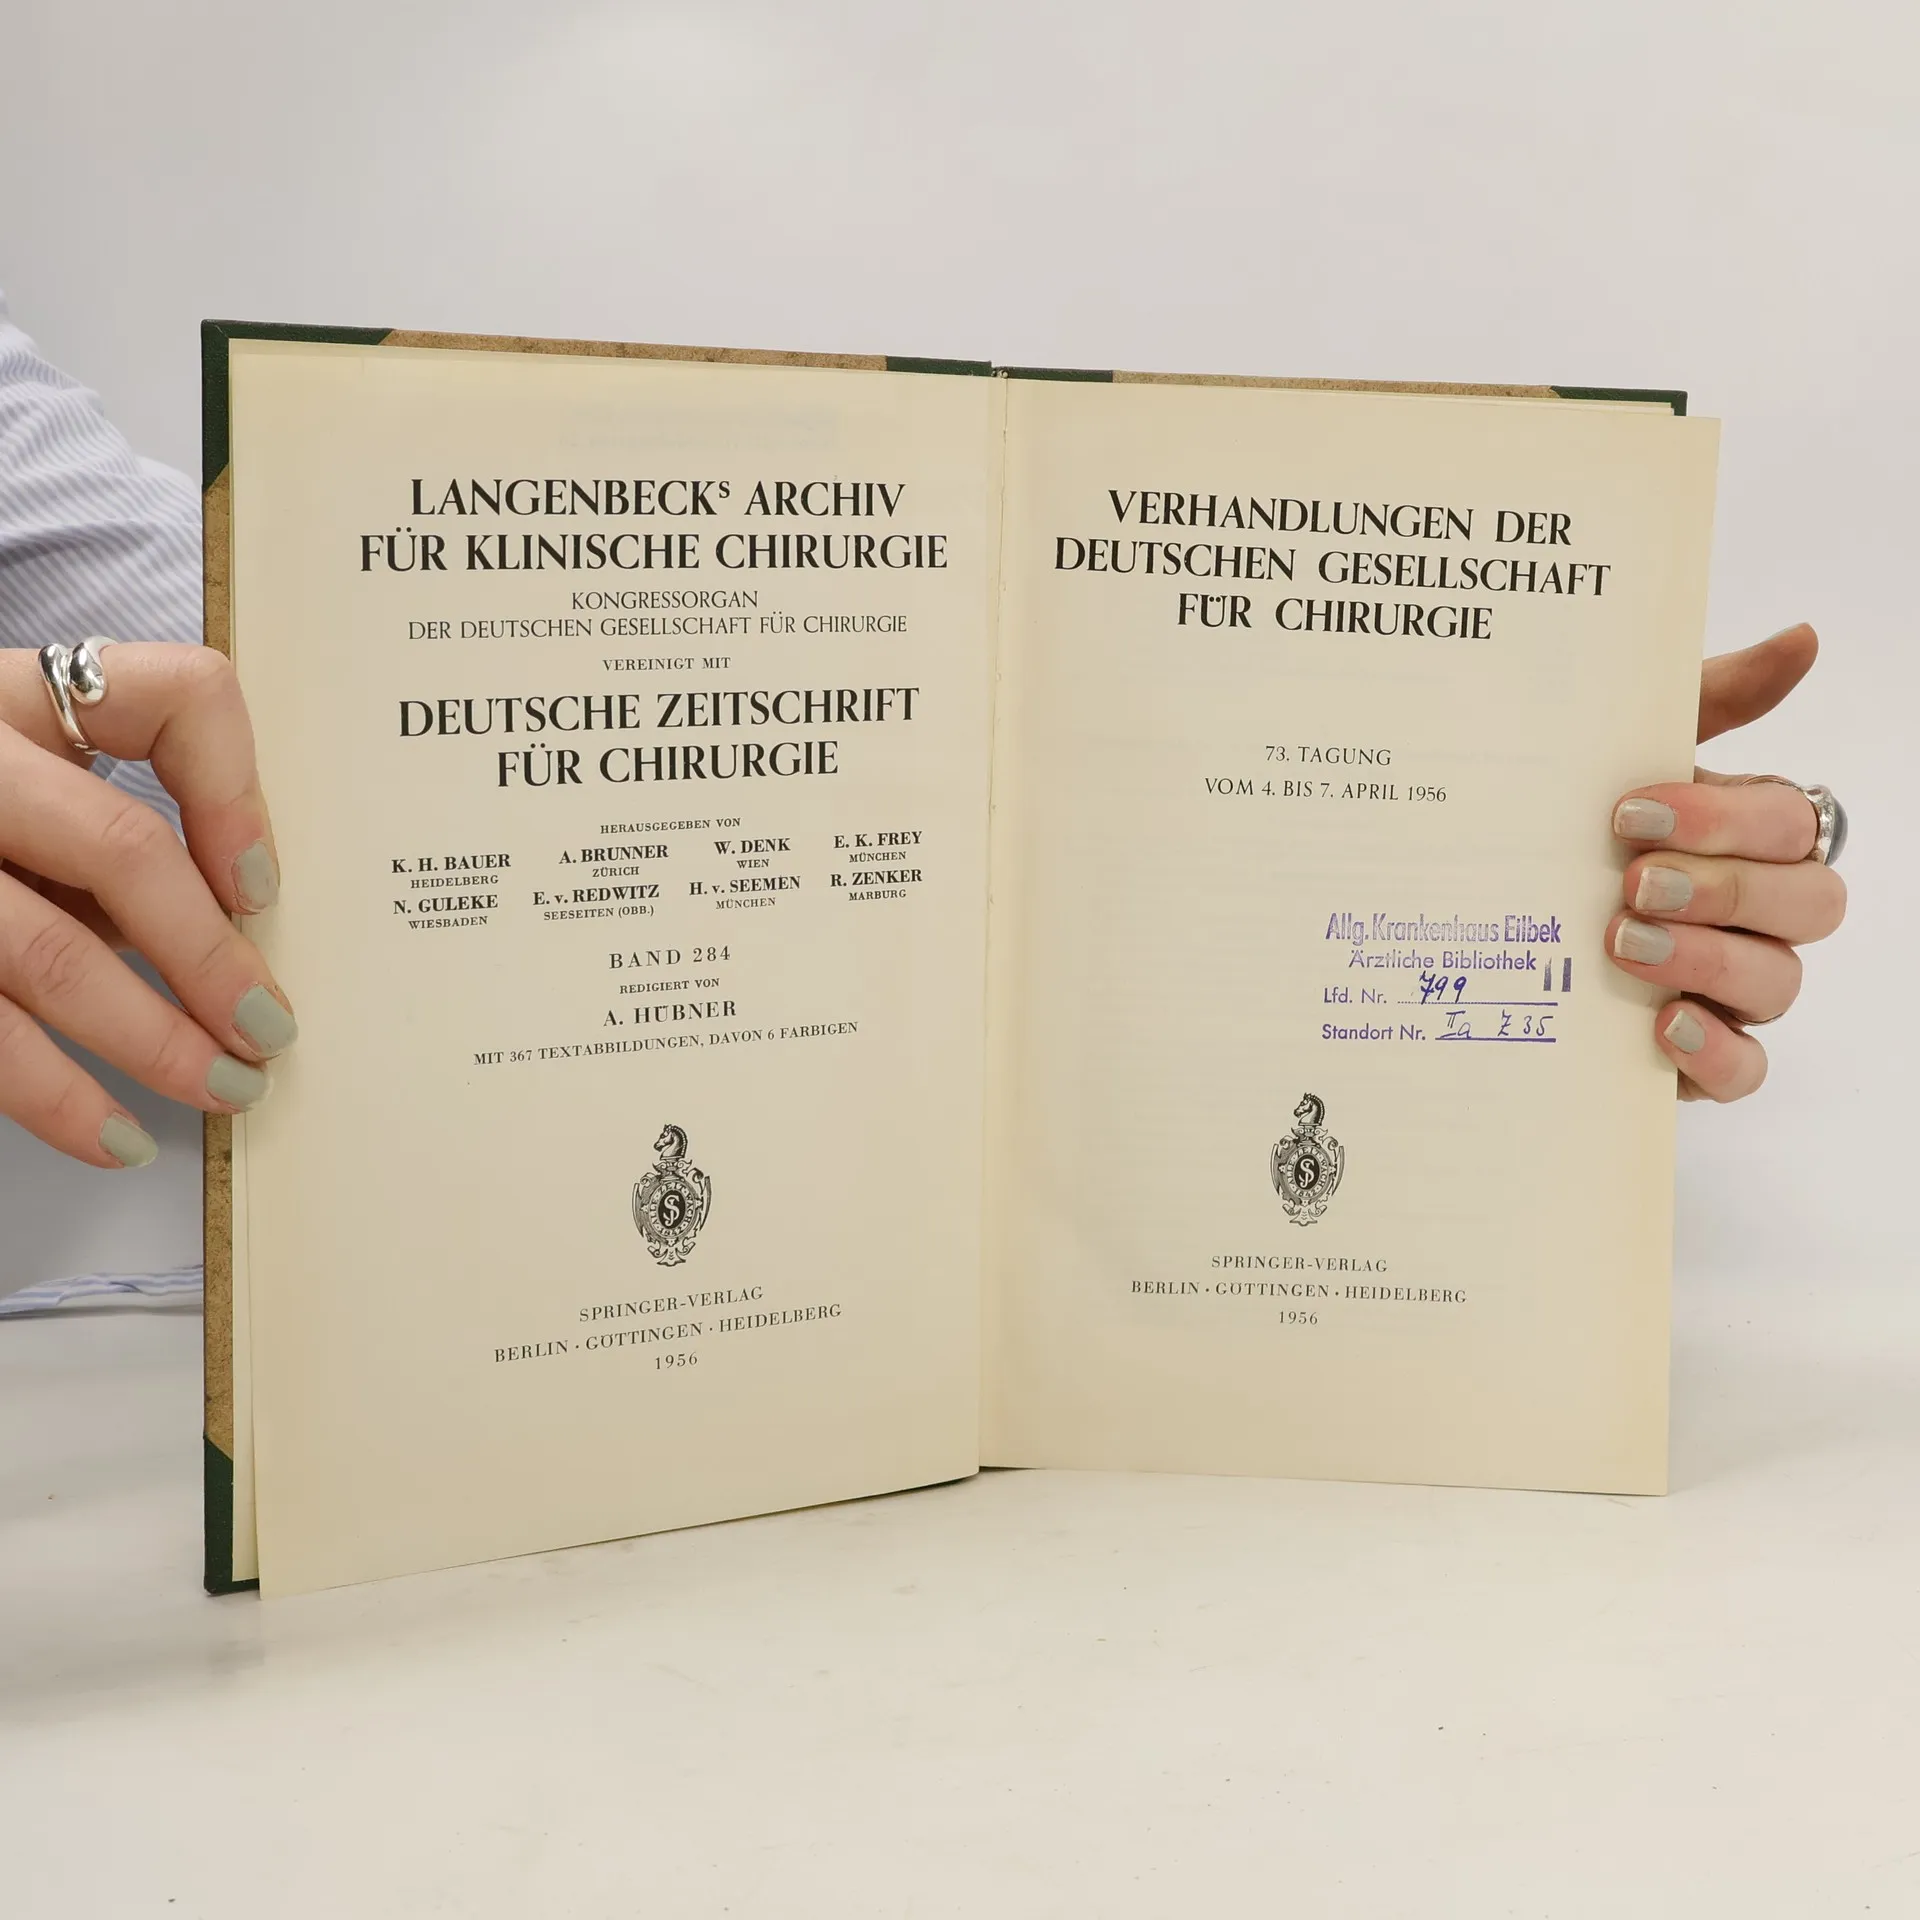 LANGENBECKˢ ARCHIV
FÜR KLINISCHE CHIRURGIE
KONGRESSORGAN
DER DEUTSCHEN GESELLSCHAFT FÜR CHIRURGIE
VEREINIGT MIT
DEUTSCHE ZEITSCHRIFT
FÜR CHIRURGIE
HERAUSGEGEBEN VON
K. H. BAUER A. BRUNNER W. DENK E. K. FREY
HEIDELBERG ZÜRICH WIEN MÜNCHEN
N. GULEKE E. v. REDWITZ H. v. SEEMEN R. ZENKER
WIESBADEN SEESEITEN (OBB.) MÜNCHEN MARBURG
BAND 284
REDIGIERT VON
A. HÜBNER
MIT 367 TEXTABBILDUNGEN, DAVON 6 FARBIGEN
SPRINGER-VERLAG
BERLIN · GÖTTINGEN · HEIDELBERG
1956
VERHANDLUNGEN DER
DEUTSCHEN GESELLSCHAFT
FÜR CHIRURGIE
73. TAGUNG
VOM 4. BIS 7. APRIL 1956
Allg. Krankenhaus Eilbek
Ärztliche Bibliothek
Lfd. Nr. 799
Standort Nr. IIa Z 35
ALLE ZEIT WACH
1842
SPRINGER-VERLAG
BERLIN · GÖTTINGEN · HEIDELBERG
1956